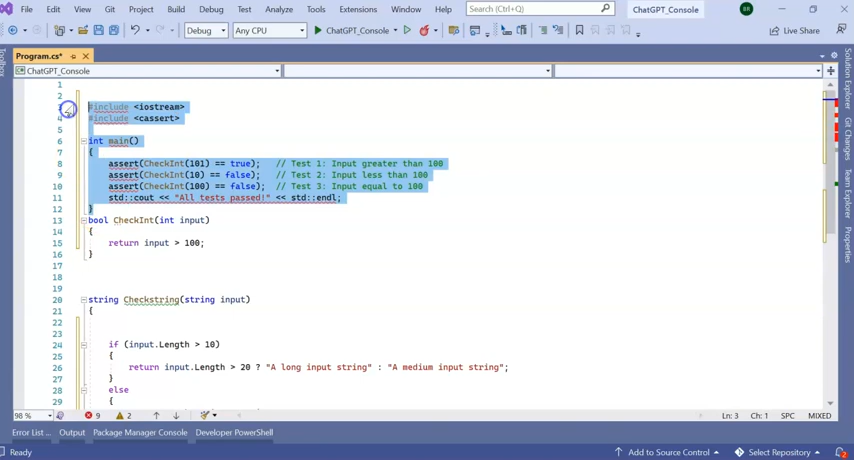 File Edit View Git Project Build Debug Test Analyze Tools Extensions Window Help Search (Ctrl+Q) ChatGPT_Console BR
Debug Any CPU ChatGPT_Console Live Share
Program.cs*
ChatGPT_Console
1
2
3 #include <iostream>
4 #include <cassert>
5
6 int main()
7 {
8 assert(CheckInt(101) == true); // Test 1: Input greater than 100
9 assert(CheckInt(10) == false); // Test 2: Input less than 100
10 assert(CheckInt(100) == false); // Test 3: Input equal to 100
11 std::cout << "All tests passed!" << std::endl;
12 }
13 bool CheckInt(int input)
14 {
15 return input > 100;
16 }
17
18
19
20 string Checkstring(string input)
21 {
22
23
24 if (input.Length > 10)
25 {
26 return input.Length > 20 ? "A long input string" : "A medium input string";
27 }
28 else
29 {
98 % 9 2 Ln: 3 Ch: 1 SPC MIXED
Error List ... Output Package Manager Console Developer PowerShell
Ready Add to Source Control Select Repository 2
Toolbox
Solution Explorer
Git Changes
Team Explorer
Properties